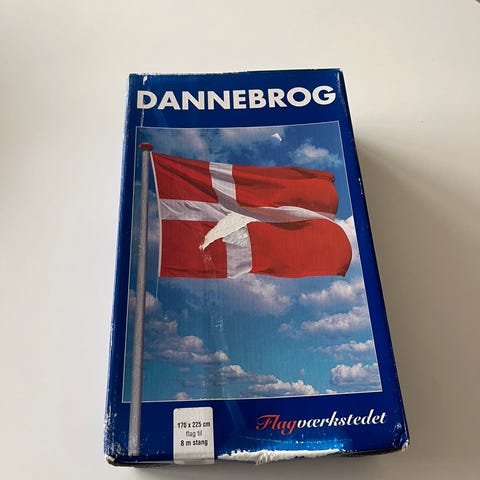 DANNEBROG
170 x 225 cm
flag til
8 m stang
Flagværkstedet